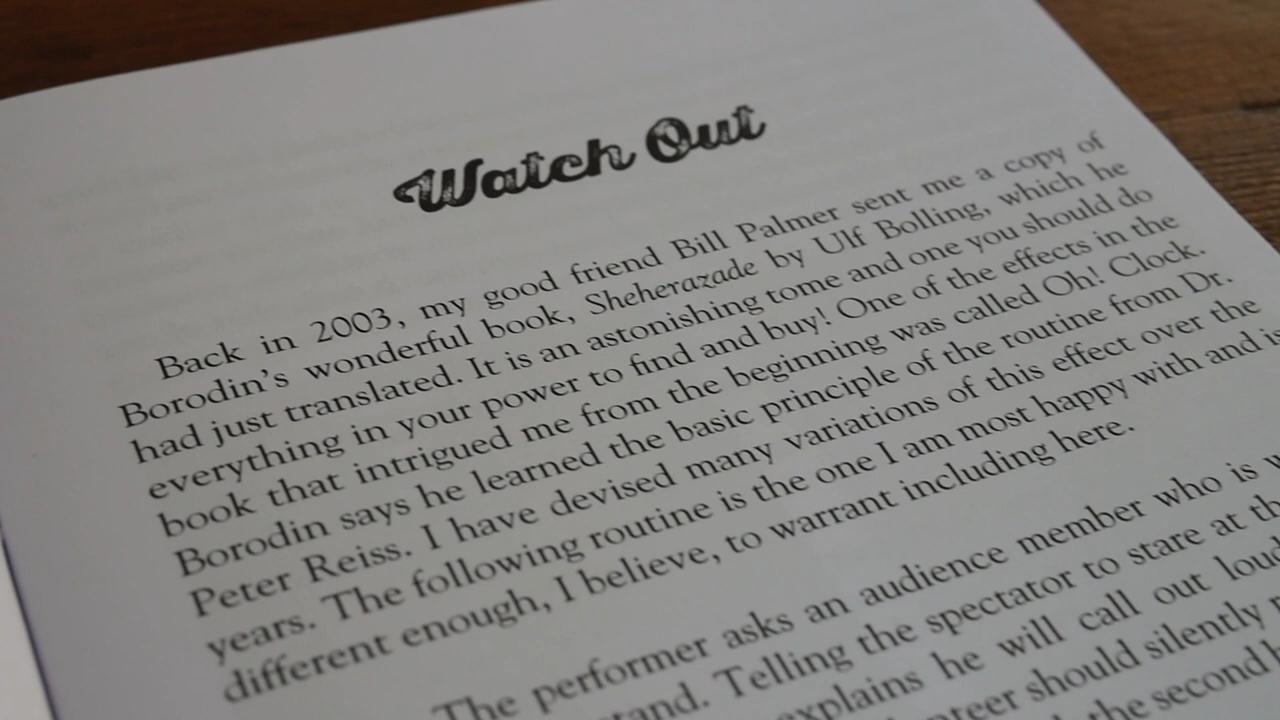 Watch Out
Back in 2003, my good friend Bill Palmer sent me a copy of
Borodin's wonderful book, Sheherazade by Ulf Bolling, which he
had just translated. It is an astonishing tome and one you should do
everything in your power to find and buy! One of the effects in the
book that intrigued me from the beginning was called Oh! Clock.
Borodin says he learned the basic principle of the routine from Dr.
Peter Reiss. I have devised many variations of this effect over the
years. The following routine is the one I am most happy with and is
different enough, I believe, to warrant including here.
The performer asks an audience member who is
Telling the spectator to stare at
explains he will call out
should silently
the second